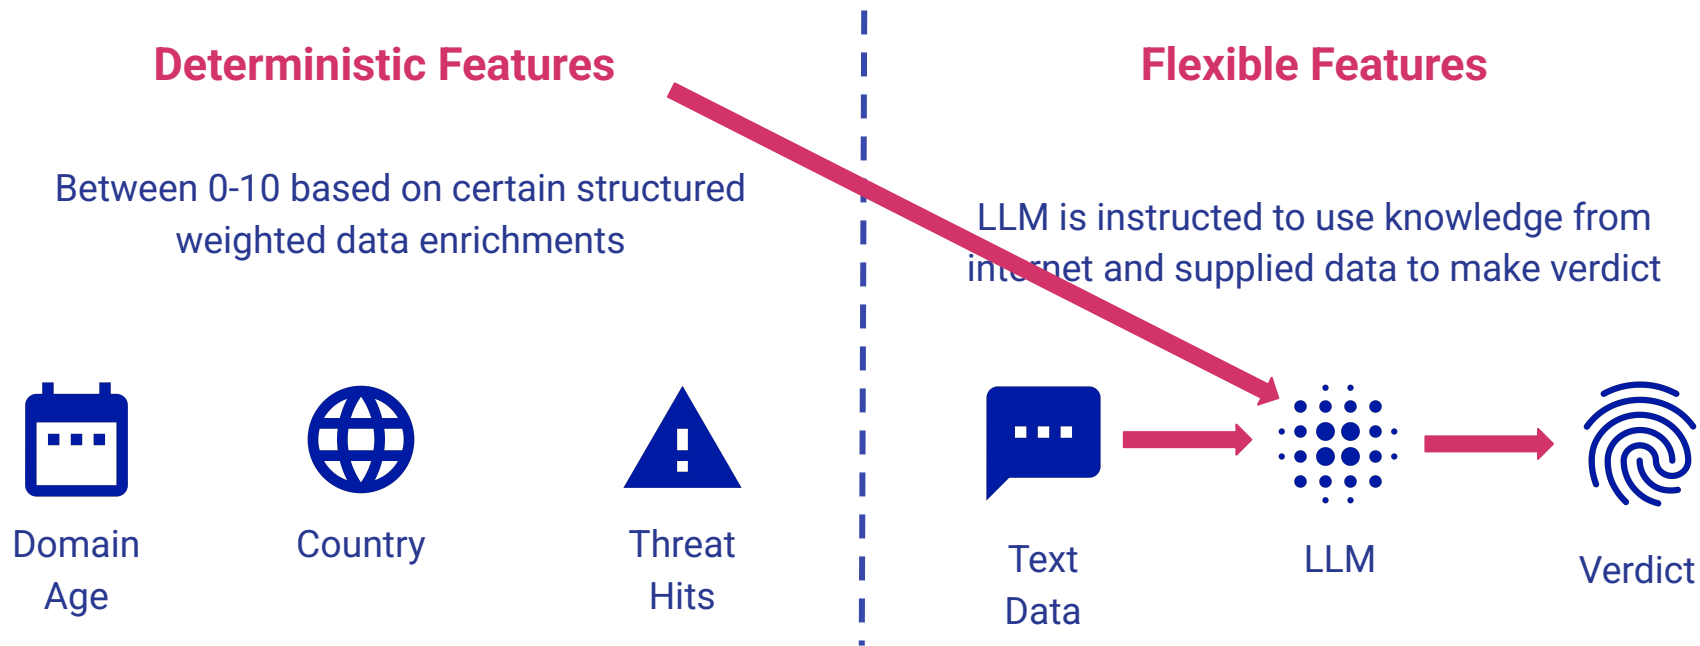 Deterministic Features
Between 0-10 based on certain structured
weighted data enrichments
Domain
Age
Country
Threat
Hits
Flexible Features
LLM is instructed to use knowledge from
internet and supplied data to make verdict
Text
Data
LLM
Verdict